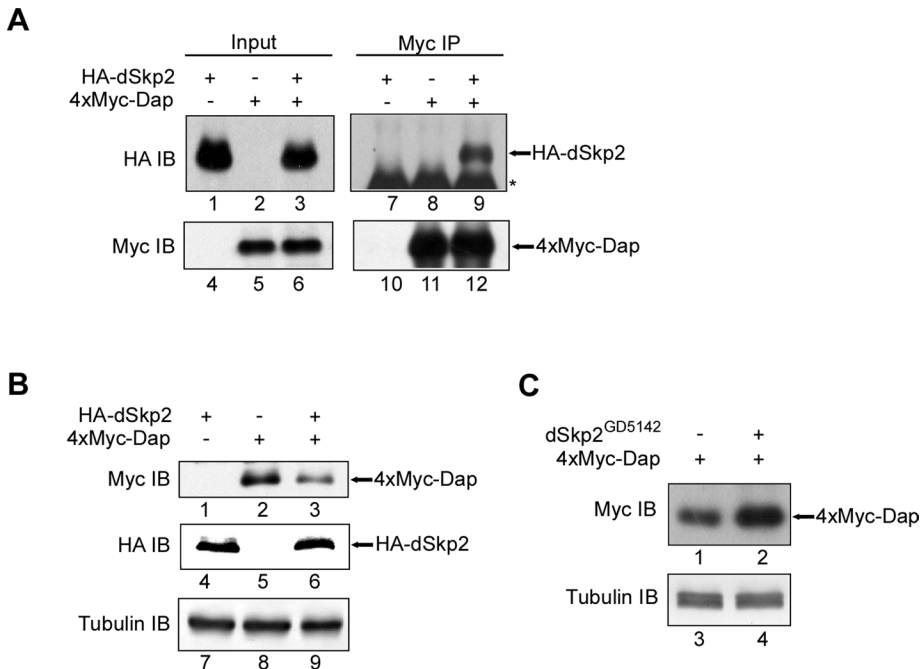 A
Input Myc IP
HA-dSkp2 + - + + - +
4xMyc-Dap - + + - + +
HA IB HA-dSkp2
*
1 2 3 7 8 9
Myc IB 4xMyc-Dap
4 5 6 10 11 12
B
HA-dSkp2 + - +
4xMyc-Dap - + +
Myc IB 4xMyc-Dap
1 2 3
HA IB HA-dSkp2
4 5 6
Tubulin IB
7 8 9
C
dSkp2GD5142 - +
4xMyc-Dap + +
Myc IB 4xMyc-Dap
1 2
Tubulin IB
3 4